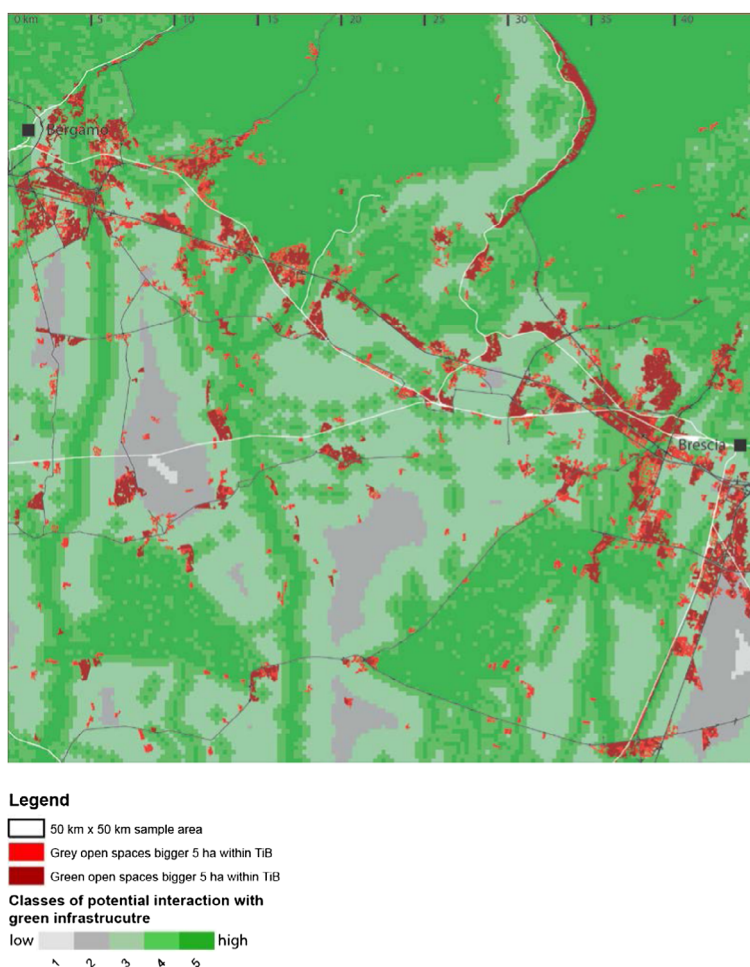 0 km 5 10 15 20 25 30 35 40
Bergamo
Brescia
Legend
50 km x 50 km sample area
Grey open spaces bigger 5 ha within TiB
Green open spaces bigger 5 ha within TiB
Classes of potential interaction with
green infrastrucutre
low high
1 2 3 4 5